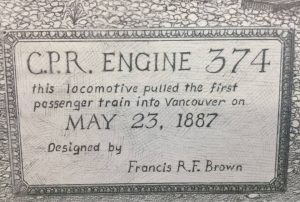 C.P.R. ENGINE 374
this locomotive pulled the first
passenger train into Vancouver on
MAY 23, 1887
Designed by
Francis R.F. Brown